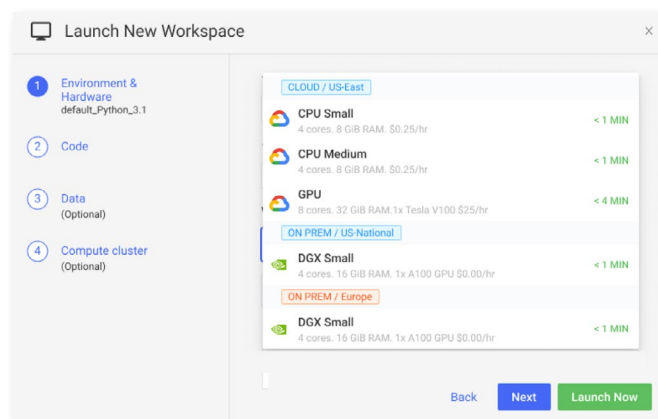 Launch New Workspace
1
Environment &
Hardware
default_Python_3.1
2
Code
3
Data
(Optional)
4
Compute cluster
(Optional)
CLOUD / US-East
CPU Small
4 cores. 8 GiB RAM. $0.25/hr
< 1 MIN
CPU Medium
4 cores. 8 GiB RAM. $0.25/hr
< 1 MIN
GPU
8 cores. 32 GiB RAM.1x Tesla V100 $25/hr
< 4 MIN
ON PREM / US-National
DGX Small
4 cores. 16 GiB RAM. 1x A100 GPU $0.00/hr
< 1 MIN
ON PREM / Europe
DGX Small
4 cores. 16 GiB RAM. 1x A100 GPU $0.00/hr
< 1 MIN
Back
Next
Launch Now